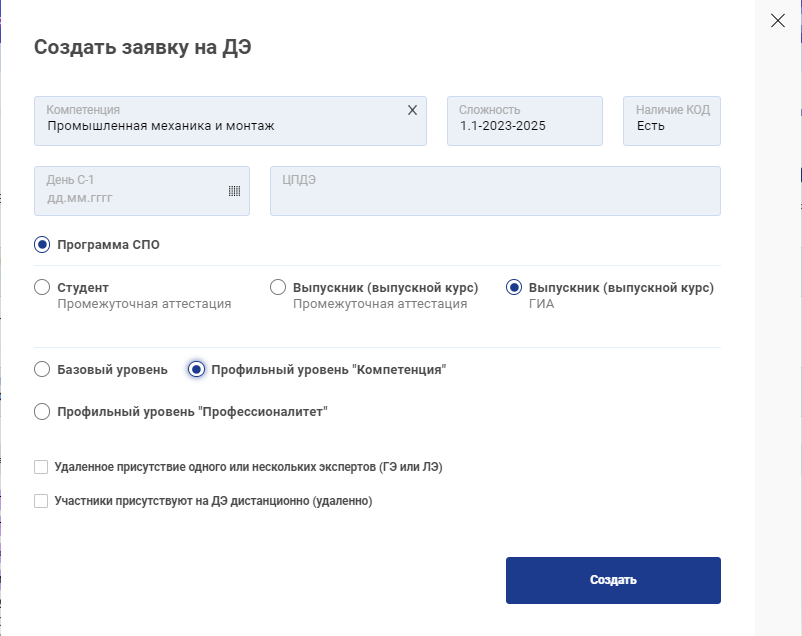 Создать заявку на ДЭ
Компетенция
Промышленная механика и монтаж
Сложность
1.1-2023-2025
Наличие КОД
Есть
День С-1
дд.мм.гггг
ЦПДЭ
Программа СПО
Студент
Промежуточная аттестация
Выпускник (выпускной курс)
Промежуточная аттестация
Выпускник (выпускной курс)
ГИА
Базовый уровень
Профильный уровень "Компетенция"
Профильный уровень "Профессионалитет"
Удаленное присутствие одного или нескольких экспертов (ГЭ или ЛЭ)
Участники присутствуют на ДЭ дистанционно (удаленно)
Создать